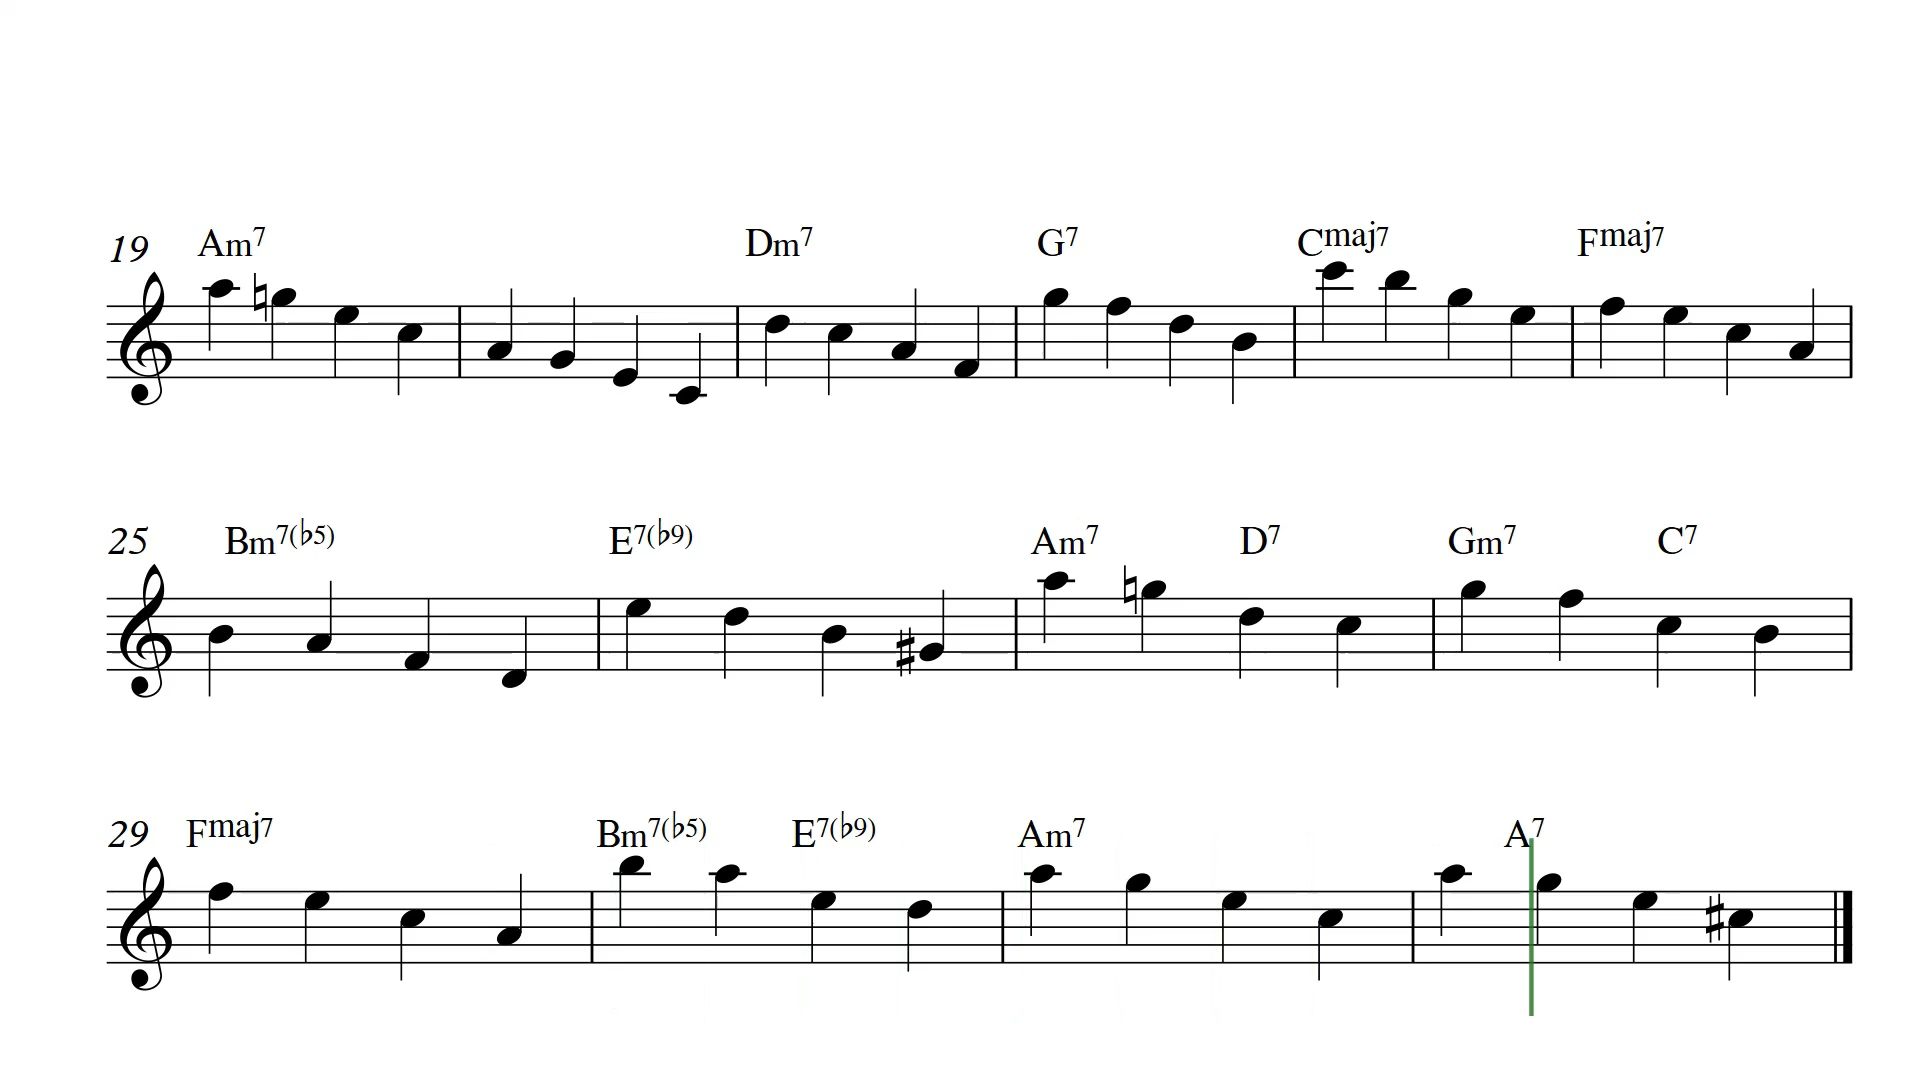 19 Am7 Dm7 G7 Cmaj7 Fmaj7
25 Bm7(♭5) E7(♭9) Am7 D7 Gm7 C7
29 Fmaj7 Bm7(♭5) E7(♭9) Am7 A7